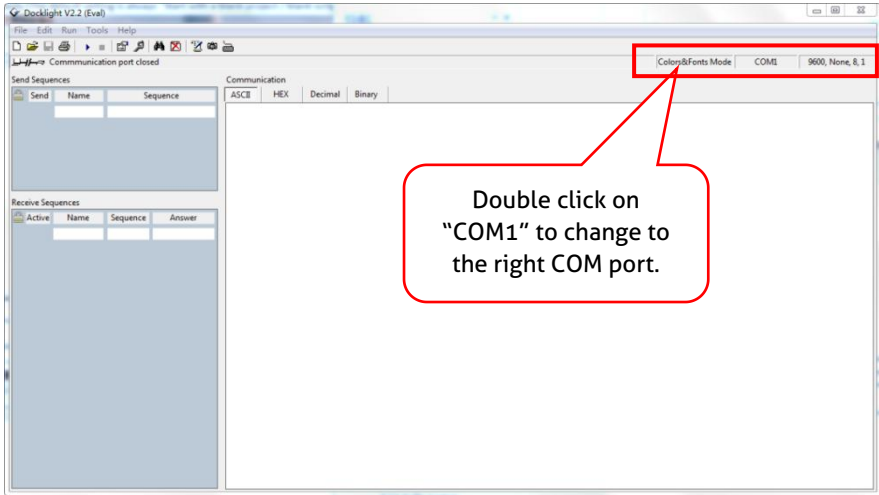 Docklight V2.2 (Eval)
File Edit Run Tools Help
Commmunication port closed
Colors&Fonts Mode COM1 9600, None, 8, 1
Send Sequences
Send Name Sequence
Communication
ASCII HEX Decimal Binary
Double click on
“COM1” to change to
the right COM port.
Receive Sequences
Active Name Sequence Answer